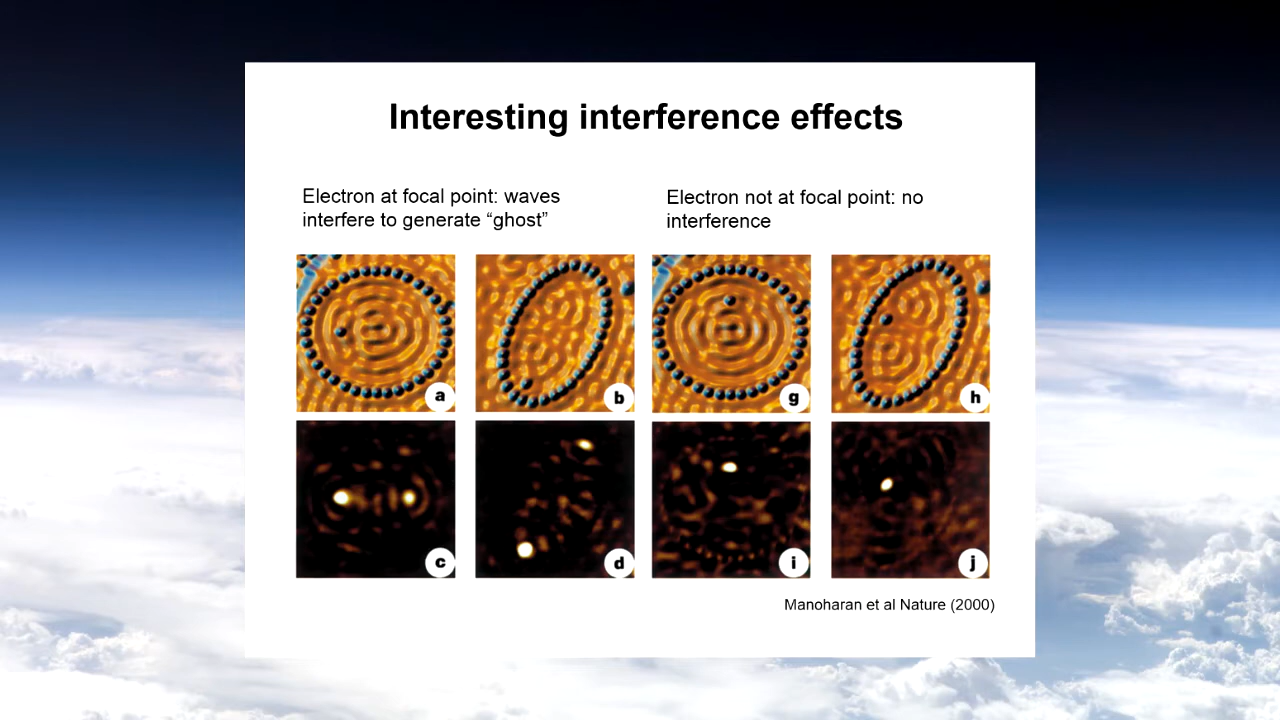 Interesting interference effects
Electron at focal point: waves
interfere to generate “ghost”
Electron not at focal point: no
interference
a
b
g
h
c
d
i
j
Manoharan et al Nature (2000)